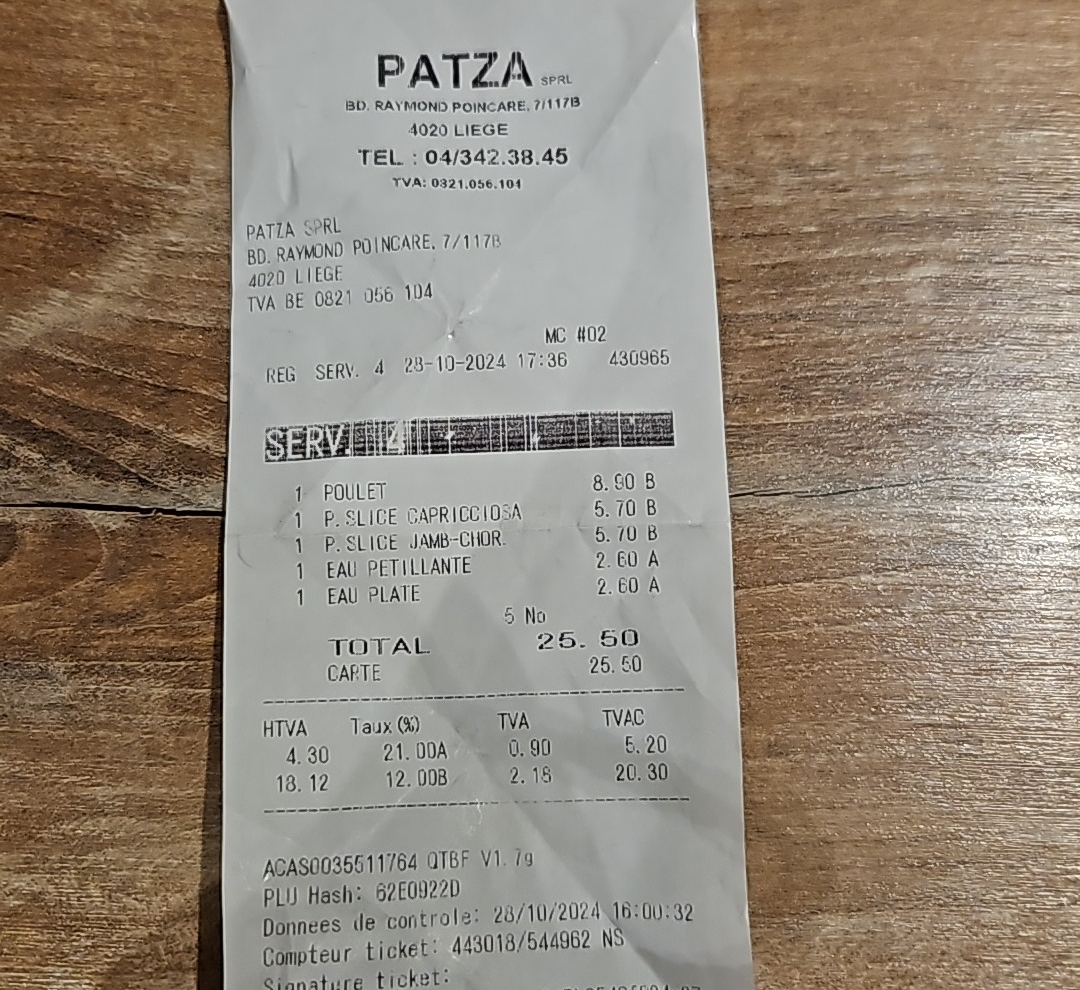 PATZA SPRL
BD. RAYMOND POINCARE, 7/117B
4020 LIEGE
TEL : 04/342.38.45
TVA: 0821.056.104
PATZA SPRL
BD. RAYMOND POINCARE, 7/117B
4020 LIEGE
TVA BE 0821 056 104
MC #02
REG SERV. 4 28-10-2024 17:36 430965
SERV. 4
1 POULET 8.90 B
1 P.SLICE CAPRICCIOSA 5.70 B
1 P.SLICE JAMB-CHOR. 5.70 B
1 EAU PETILLANTE 2.60 A
1 EAU PLATE 2.60 A
5 No
TOTAL 25.50
CARTE 25.50
HTVA Taux(%) TVA TVAC
4.30 21.00A 0.90 5.20
18.12 12.00B 2.18 20.30
ACAS0035511764 QTBF V1.7g
PLU Hash: 62E0922D
Donnees de controle: 28/10/2024 16:00:32
Compteur ticket: 443018/544962 NS
Signature ticket: